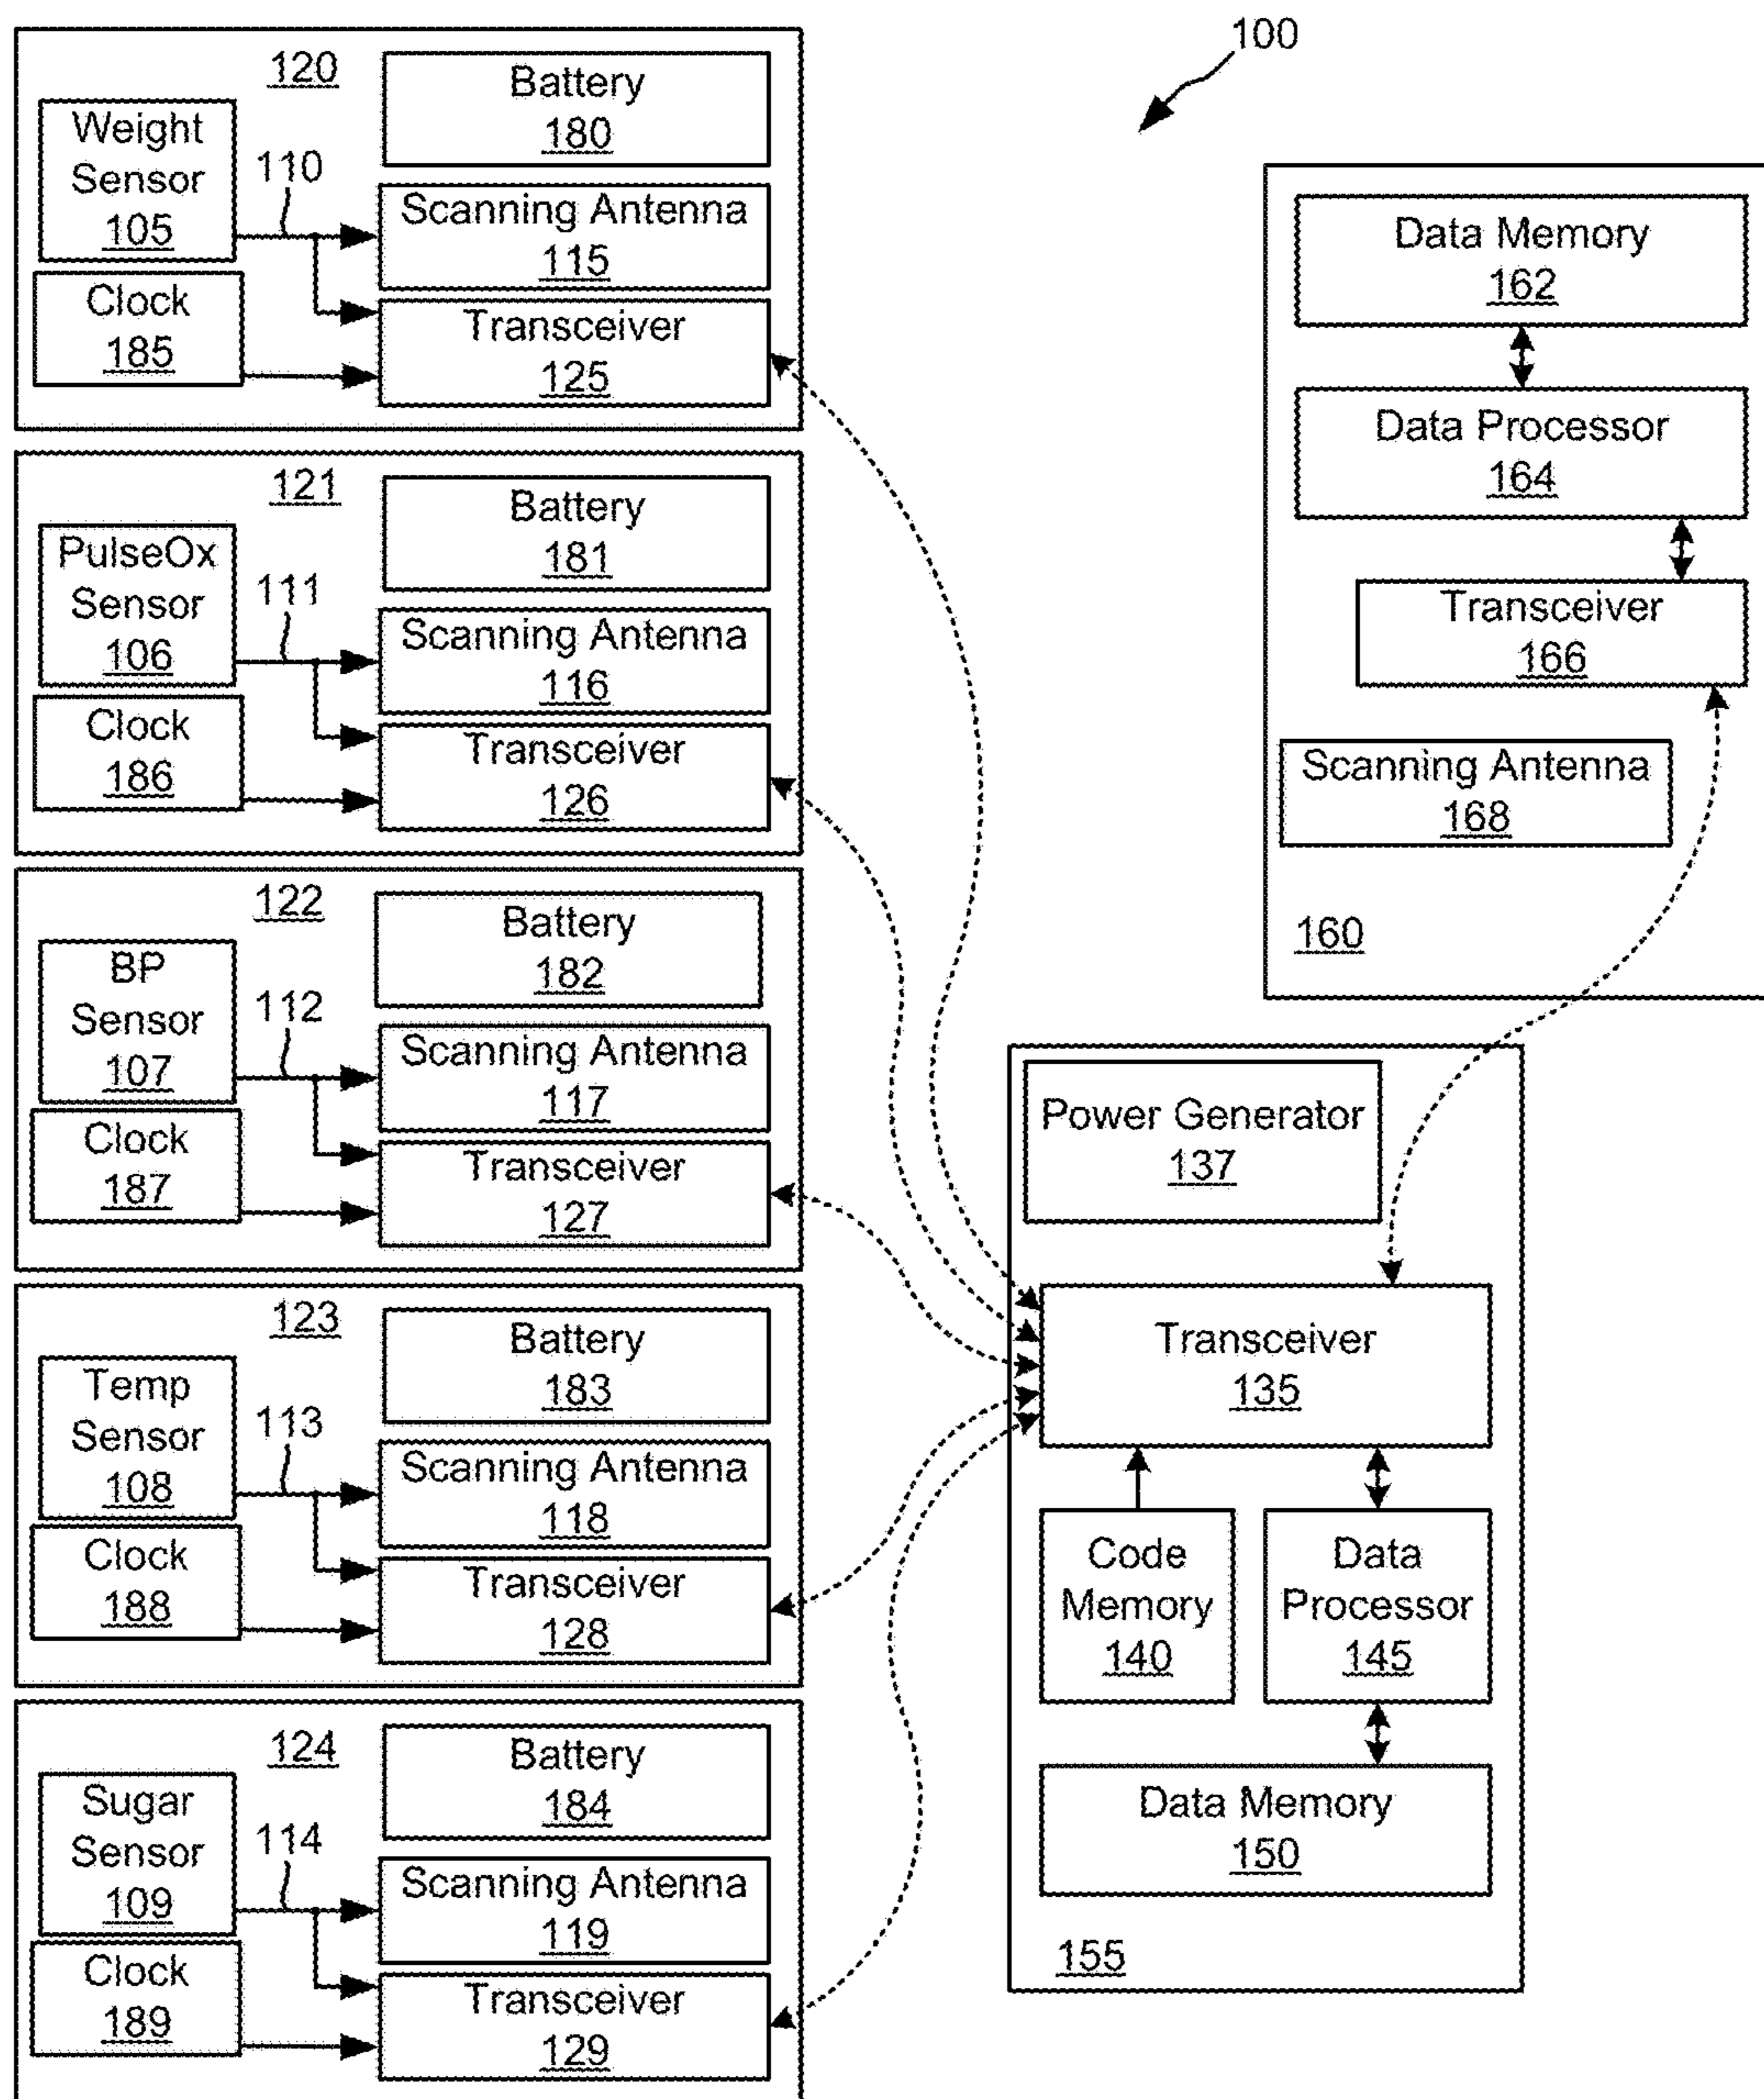 100
120
Battery
180
Weight
Sensor
105
110
Scanning Antenna
115
Clock
185
Transceiver
125
121
Battery
181
PulseOx
Sensor
106
111
Scanning Antenna
116
Clock
186
Transceiver
126
122
Battery
182
BP
Sensor
107
112
Scanning Antenna
117
Clock
187
Transceiver
127
123
Battery
183
Temp
Sensor
108
113
Scanning Antenna
118
Clock
188
Transceiver
128
124
Battery
184
Sugar
Sensor
109
114
Scanning Antenna
119
Clock
189
Transceiver
129
Data Memory
162
Data Processor
164
Transceiver
166
Scanning Antenna
168
160
Power Generator
137
Transceiver
135
Code
Memory
140
Data
Processor
145
Data Memory
150
155